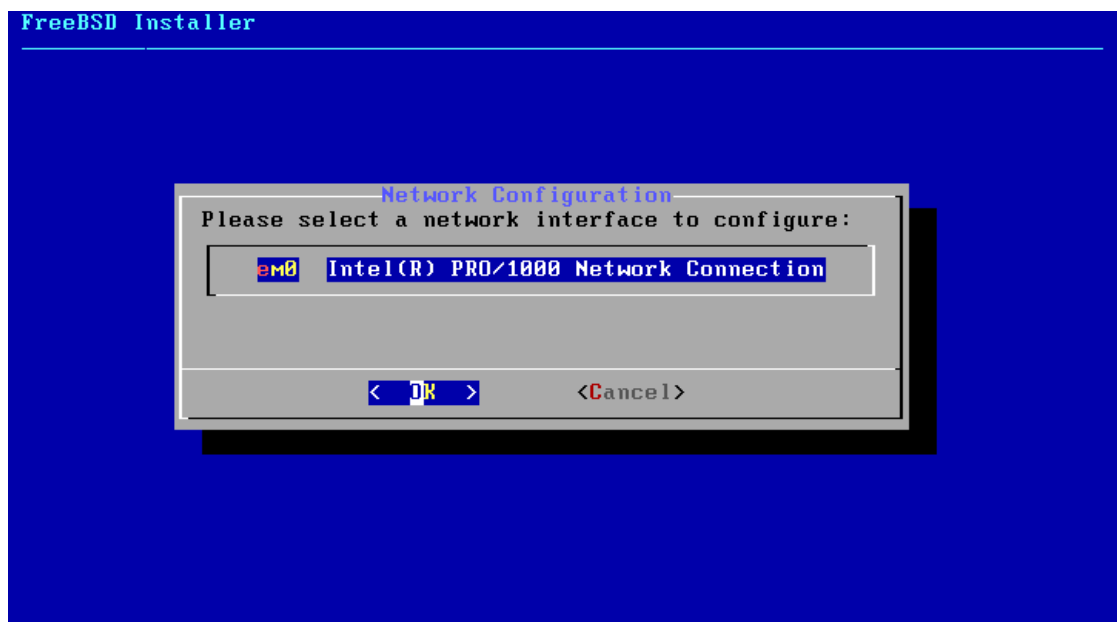 FreeBSD Installer
Network Configuration
Please select a network interface to configure:
em0 Intel(R) PRO/1000 Network Connection
< OK > <Cancel>